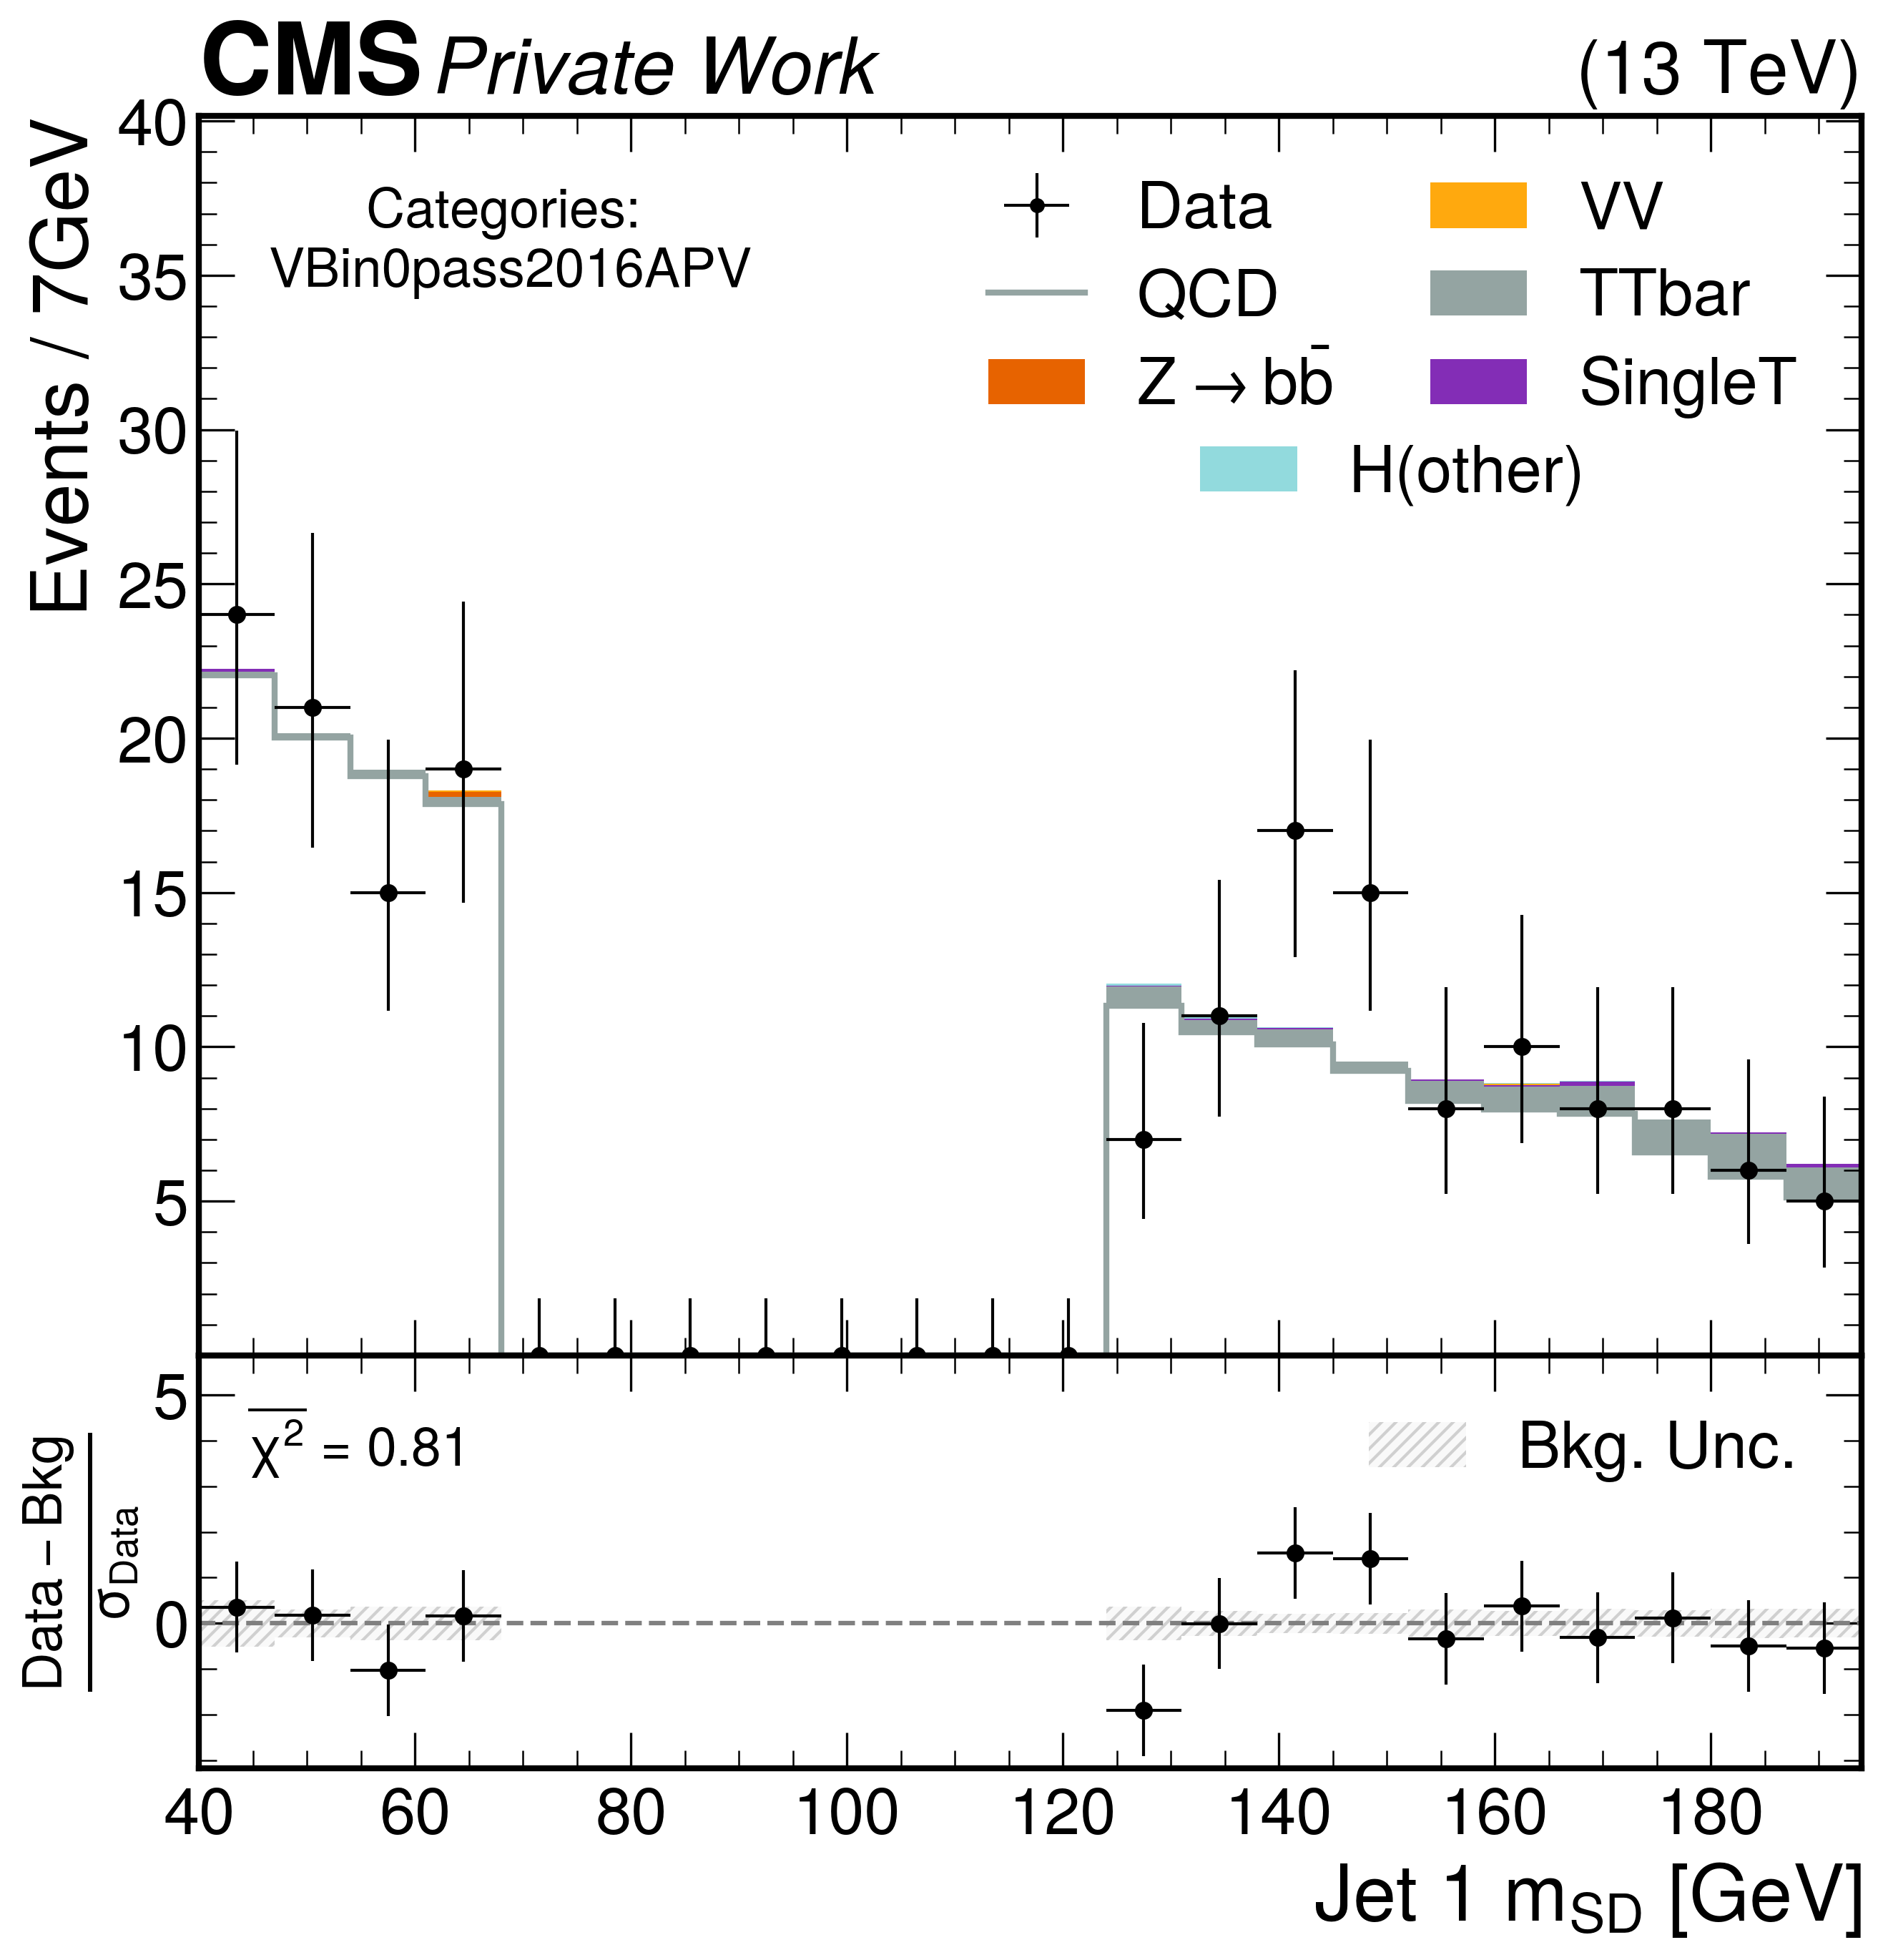 CMS Private Work (13 TeV)
Events / 7GeV
40
35
30
25
20
15
10
5
Categories:
VBin0pass2016APV
Data
QCD
Z → bb̄
VV
TTbar
SingleT
H(other)
Data − Bkg
σData
5
0
χ² = 0.81
Bkg. Unc.
40 60 80 100 120 140 160 180
Jet 1 mSD [GeV]